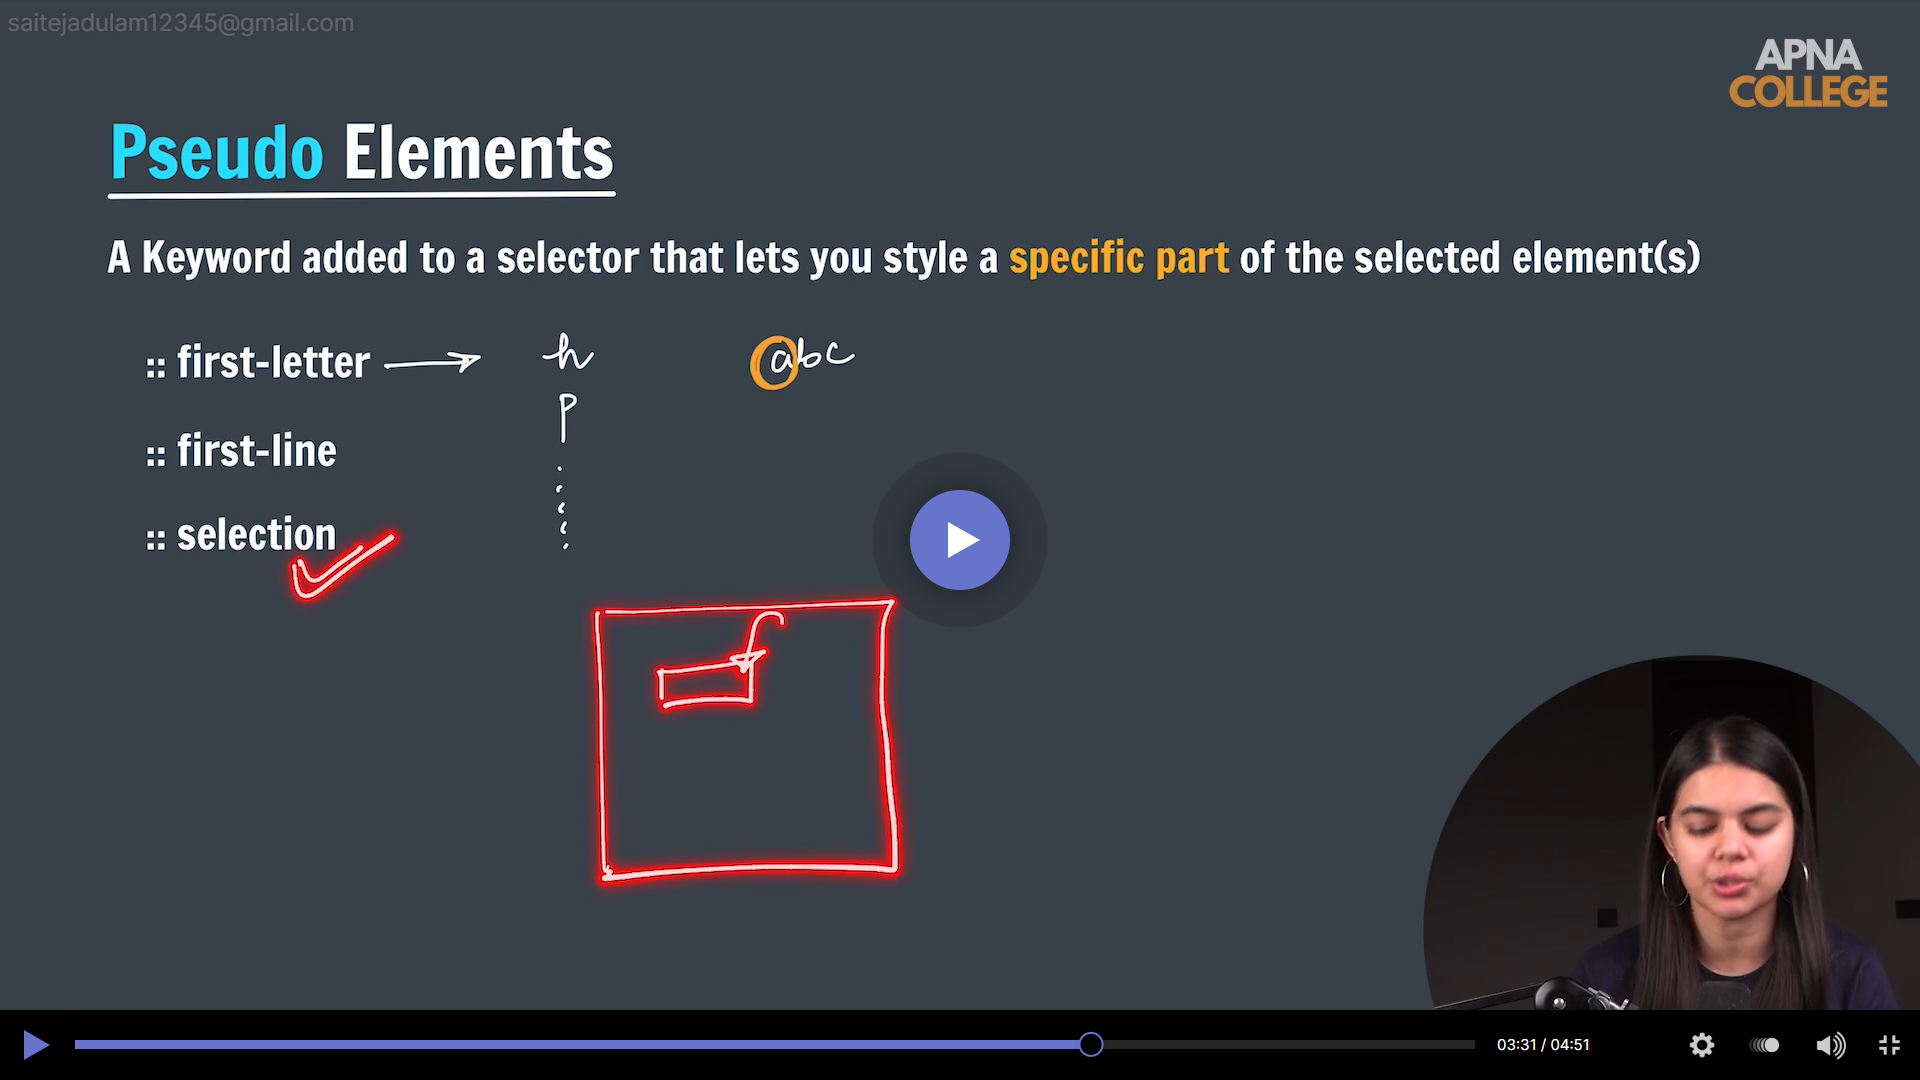 saitejadulam12345@gmail.com
APNA
COLLEGE
Pseudo Elements
A Keyword added to a selector that lets you style a specific part of the selected element(s)
:: first-letter h abc
p
:: first-line
:: selection
03:31 / 04:51